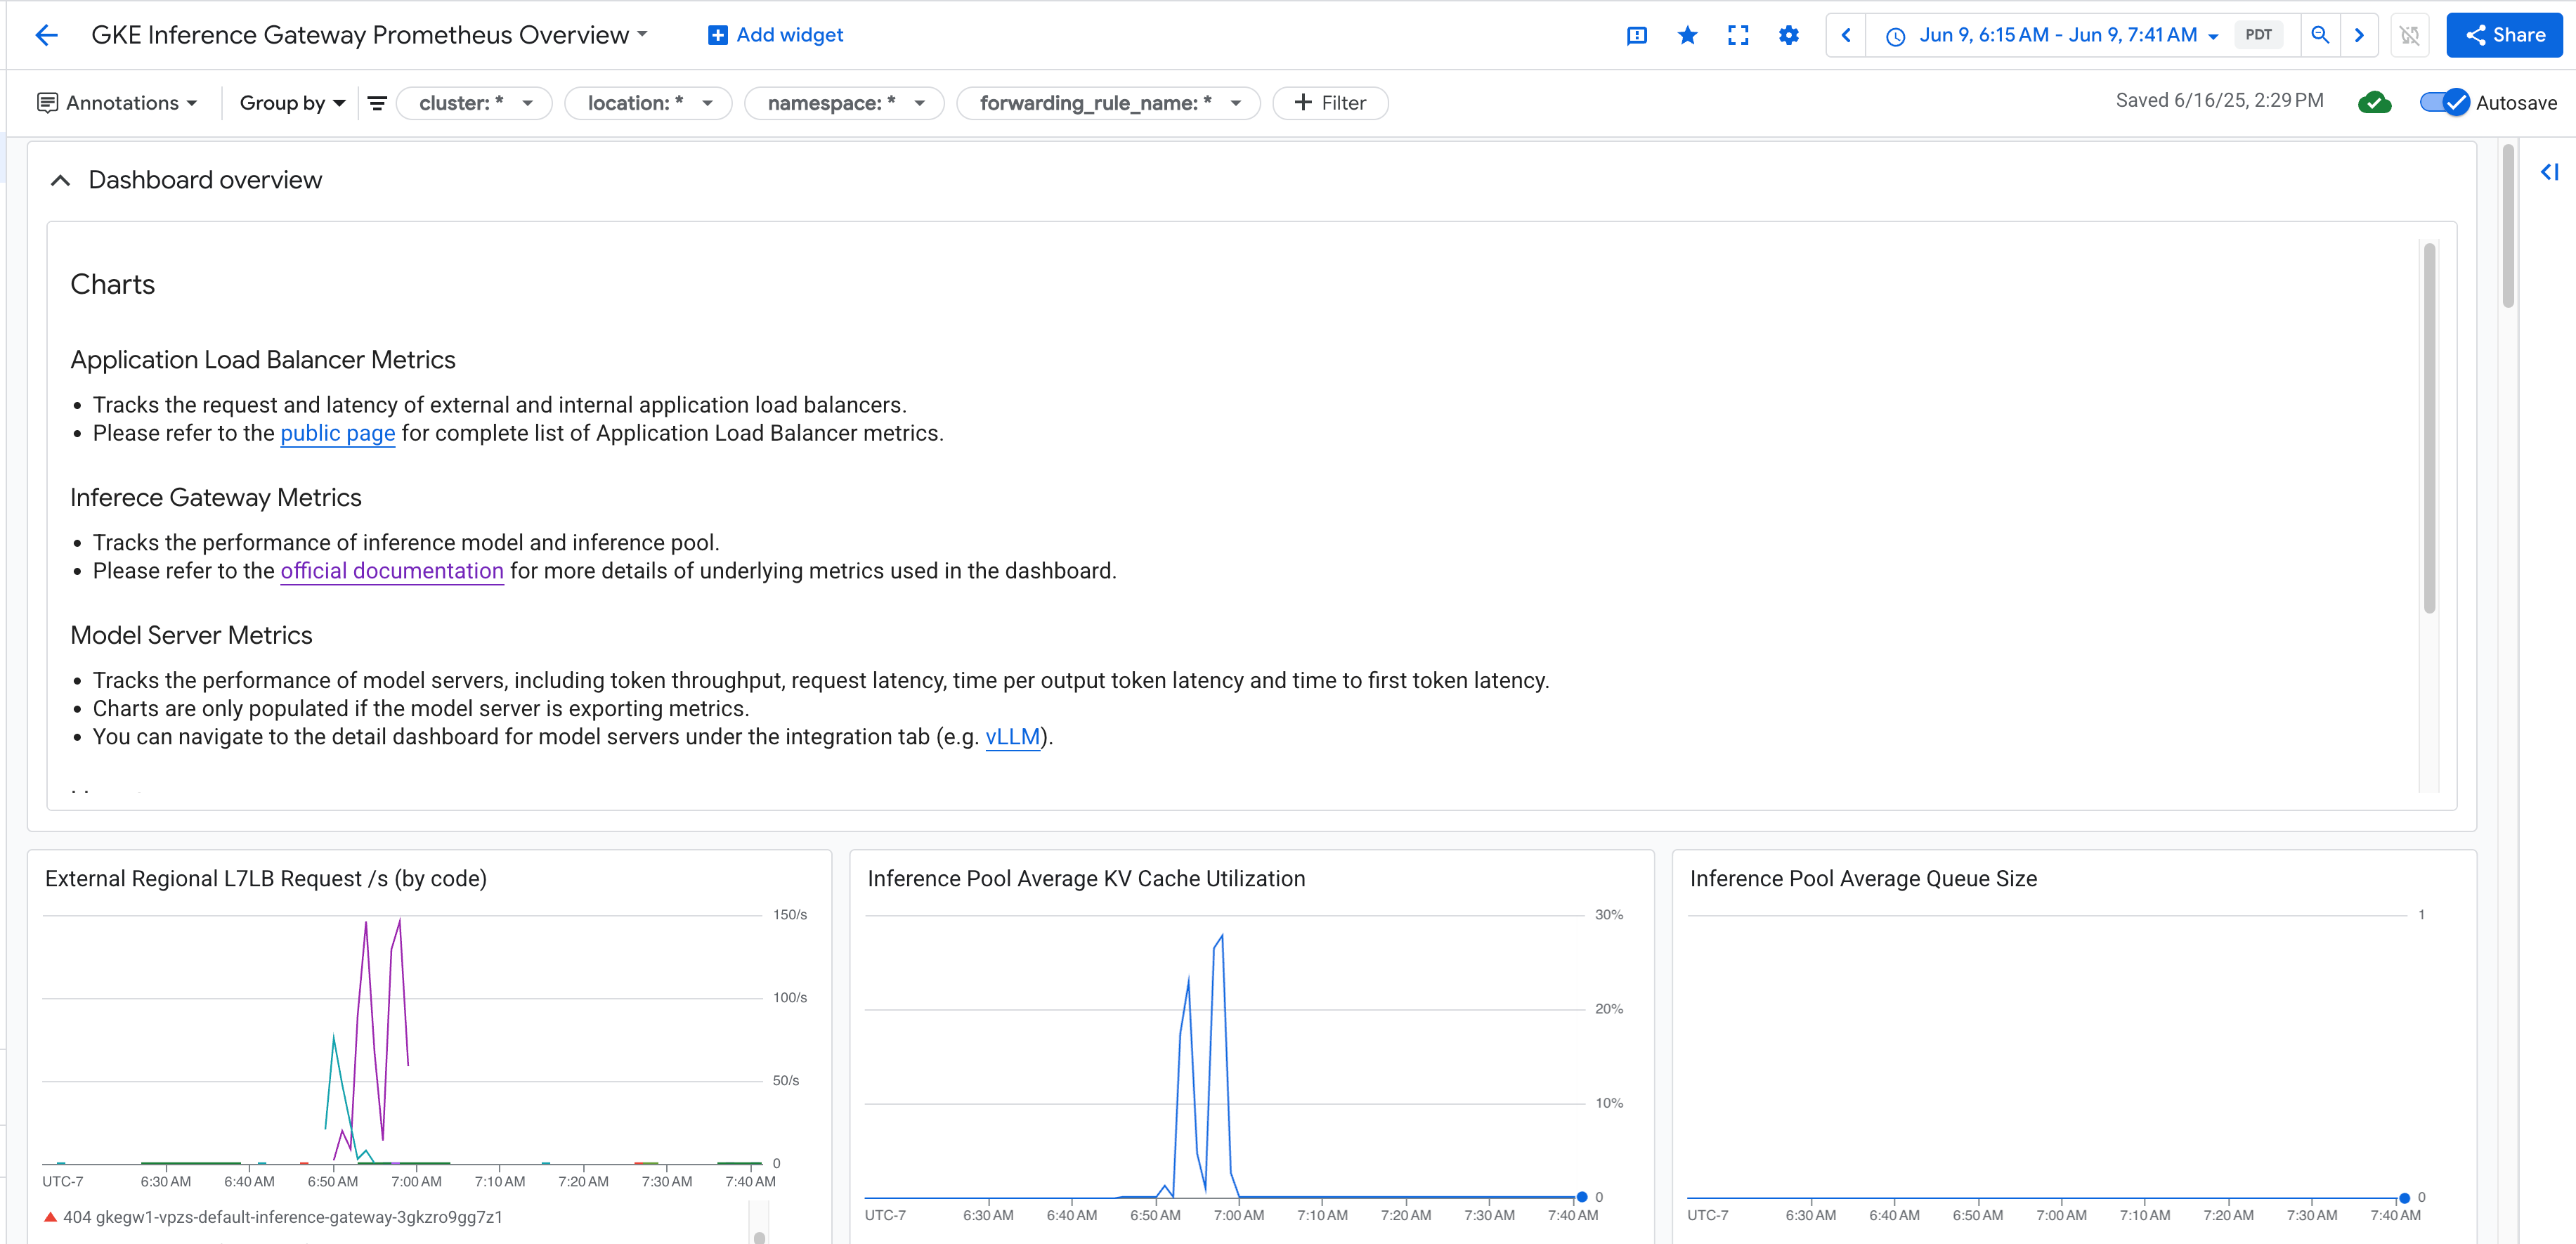 GKE Inference Gateway Prometheus Overview
Add widget
Jun 9, 6:15 AM - Jun 9, 7:41 AM
PDT
Share
Annotations
Group by
cluster: *
location: *
namespace: *
forwarding_rule_name: *
Filter
Saved 6/16/25, 2:29 PM
Autosave
Dashboard overview
Charts
Application Load Balancer Metrics
• Tracks the request and latency of external and internal application load balancers.
• Please refer to the public page for complete list of Application Load Balancer metrics.
Inferece Gateway Metrics
• Tracks the performance of inference model and inference pool.
• Please refer to the official documentation for more details of underlying metrics used in the dashboard.
Model Server Metrics
• Tracks the performance of model servers, including token throughput, request latency, time per output token latency and time to first token latency.
• Charts are only populated if the model server is exporting metrics.
• You can navigate to the detail dashboard for model servers under the integration tab (e.g. vLLM).
External Regional L7LB Request /s (by code)
150/s
100/s
50/s
0
UTC-7 6:30 AM 6:40 AM 6:50 AM 7:00 AM 7:10 AM 7:20 AM 7:30 AM 7:40 AM
404 gkegw1-vpzs-default-inference-gateway-3gkzro9gg7z1
Inference Pool Average KV Cache Utilization
30%
20%
10%
0
UTC-7 6:30 AM 6:40 AM 6:50 AM 7:00 AM 7:10 AM 7:20 AM 7:30 AM 7:40 AM
Inference Pool Average Queue Size
1
0
UTC-7 6:30 AM 6:40 AM 6:50 AM 7:00 AM 7:10 AM 7:20 AM 7:30 AM 7:40 AM